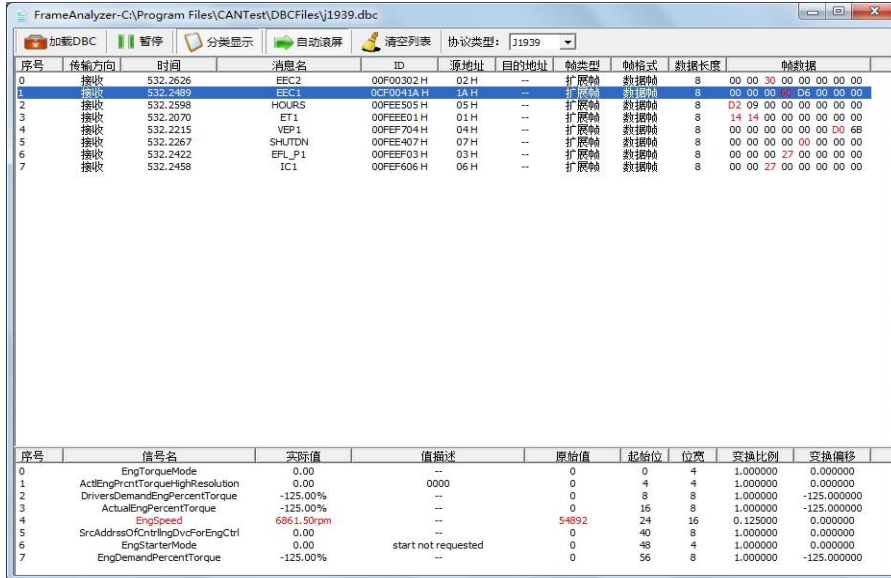 FrameAnalyzer-C:\Program Files\CANTest\DBCFiles\j1939.dbc
加载DBC 暂停 分类显示 自动滚屏 清空列表 协议类型: J1939
序号 传输方向 时间 消息名 ID 源地址 目的地址 帧类型 帧格式 数据长度 帧数据
0 接收 532.2626 EEC2 00F00302 H 02 H -- 扩展帧 数据帧 8 00 00 30 00 00 00 00 00
1 接收 532.2489 EEC1 0CF0041A H 1A H -- 扩展帧 数据帧 8 00 00 00 6C D6 00 00 00
2 接收 532.2598 HOURS 00FEE505 H 05 H -- 扩展帧 数据帧 8 D2 09 00 00 00 00 00 00
3 接收 532.2070 ET1 00FEEE01 H 01 H -- 扩展帧 数据帧 8 14 14 00 00 00 00 00 00
4 接收 532.2215 VEP1 00FEF704 H 04 H -- 扩展帧 数据帧 8 00 00 00 00 00 00 D0 6B
5 接收 532.2267 SHUTDN 00FEE407 H 07 H -- 扩展帧 数据帧 8 00 00 00 00 00 00 00 00
6 接收 532.2422 EFL_P1 00FEEF03 H 03 H -- 扩展帧 数据帧 8 00 00 00 27 00 00 00 00
7 接收 532.2458 IC1 00FEF606 H 06 H -- 扩展帧 数据帧 8 00 00 27 00 00 00 00 00
序号 信号名 实际值 值描述 原始值 起始位 位宽 变换比例 变换偏移
0 EngTorqueMode 0.00 -- 0 0 4 1.000000 0.000000
1 ActlEngPrcntTorqueHighResolution 0.00 0000 0 4 4 1.000000 0.000000
2 DriversDemandEngPercentTorque -125.00% -- 0 8 8 1.000000 -125.000000
3 ActualEngPercentTorque -125.00% -- 0 16 8 1.000000 -125.000000
4 EngSpeed 6861.50rpm -- 54892 24 16 0.125000 0.000000
5 SrcAddrssOfCntrllngDvcForEngCtrl 0.00 -- 0 40 8 1.000000 0.000000
6 EngStarterMode 0.00 start not requested 0 48 4 1.000000 0.000000
7 EngDemandPercentTorque -125.00% -- 0 56 8 1.000000 -125.000000